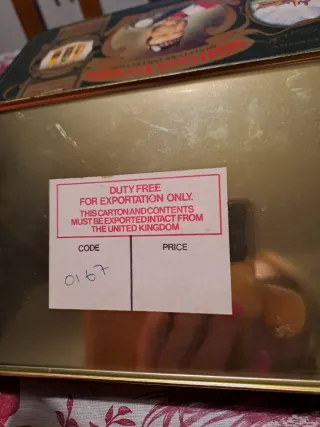 DUTY FREE
FOR EXPORTATION ONLY.
THIS CARTON AND CONTENTS
MUST BE EXPORTED INTACT FROM
THE UNITED KINGDOM
CODE PRICE
0167